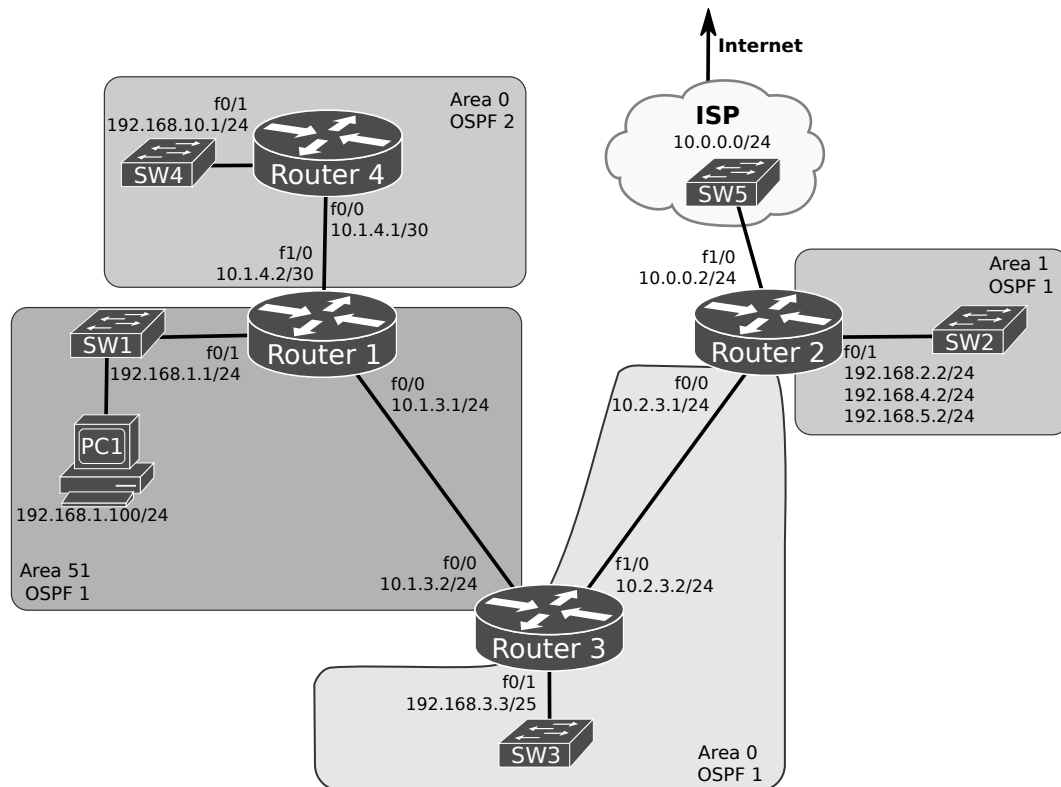 Internet
Area 0
OSPF 2
f0/1
192.168.10.1/24
SW4
Router 4
f0/0
10.1.4.1/30
f1/0
10.1.4.2/30
ISP
10.0.0.0/24
SW5
f1/0
10.0.0.2/24
Area 1
OSPF 1
SW2
Router 2
f0/1
192.168.2.2/24
192.168.4.2/24
192.168.5.2/24
f0/0
10.2.3.1/24
SW1
f0/1
192.168.1.1/24
Router 1
f0/0
10.1.3.1/24
PC1
192.168.1.100/24
Area 51
OSPF 1
f0/0
10.1.3.2/24
f1/0
10.2.3.2/24
Router 3
f0/1
192.168.3.3/25
SW3
Area 0
OSPF 1